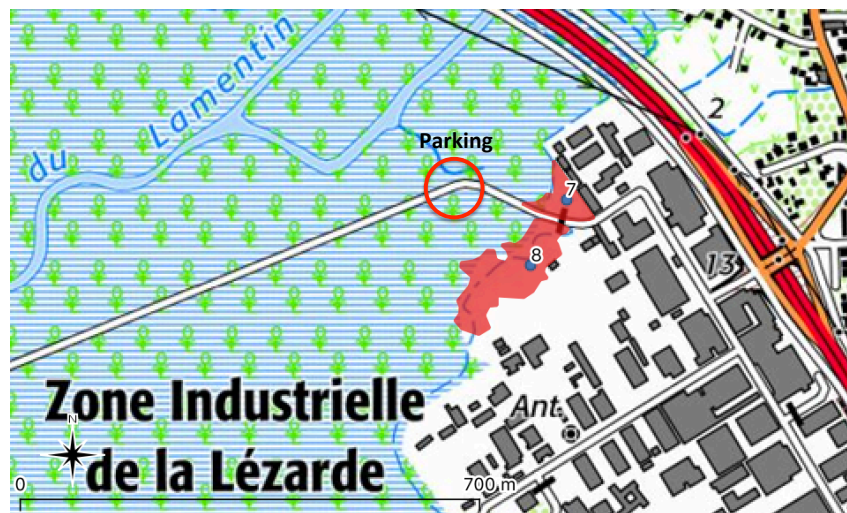 du Lamentin
2
Parking
7
8
13
Zone Industrielle
de la Lézarde
Ant.
N
0
700 m